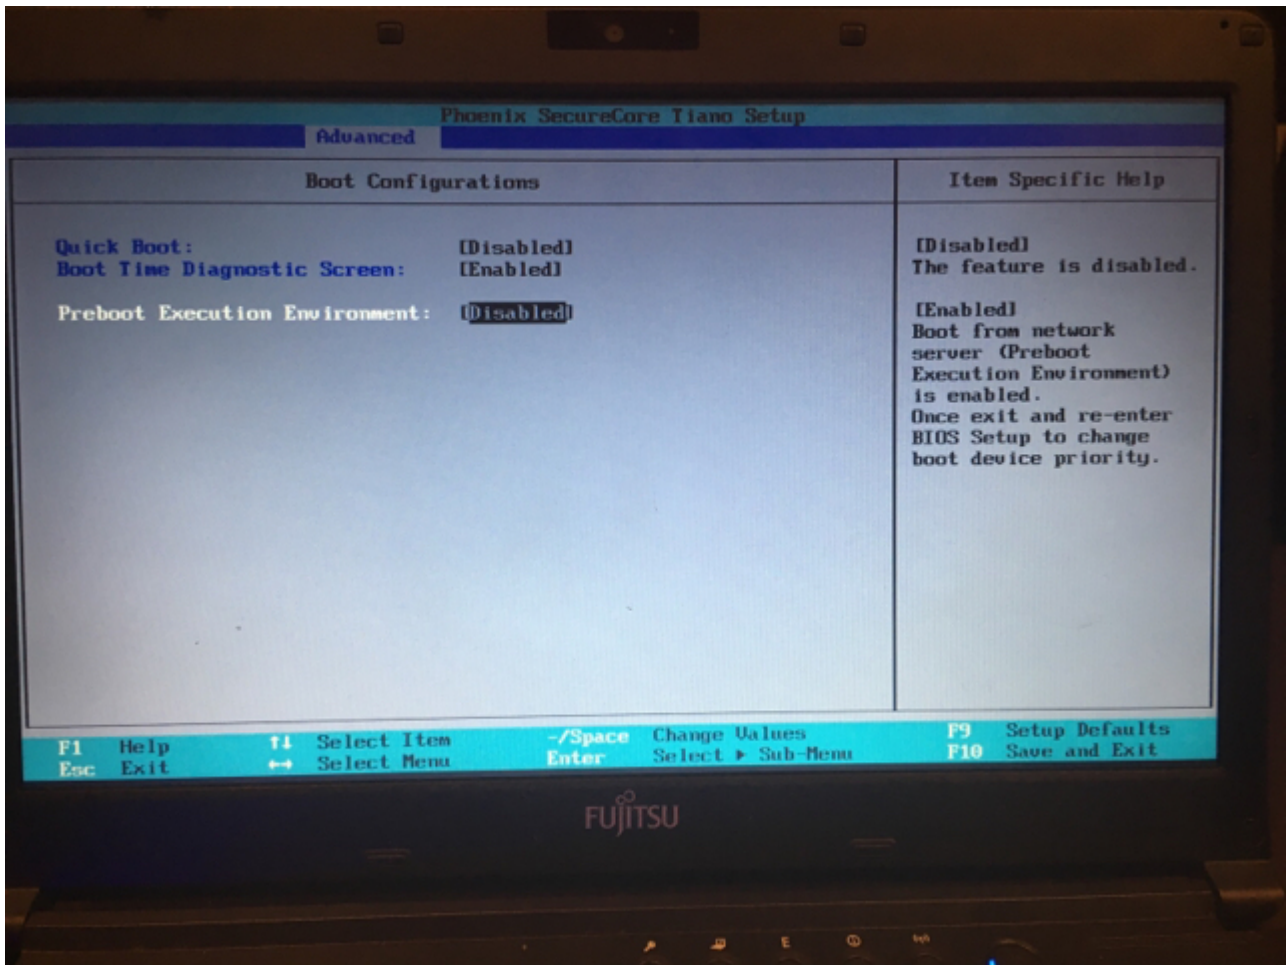 Phoenix SecureCore Tiano Setup
Advanced
Boot Configurations
Quick Boot: [Disabled]
Boot Time Diagnostic Screen: [Enabled]
Preboot Execution Environment: [Disabled]
Item Specific Help
[Disabled]
The feature is disabled.
[Enabled]
Boot from network
server (Preboot
Execution Environment)
is enabled.
Once exit and re-enter
BIOS Setup to change
boot device priority.
F1 Help ↑↓ Select Item -/Space Change Values F9 Setup Defaults
Esc Exit ↔ Select Menu Enter Select ▶ Sub-Menu F10 Save and Exit
FUJITSU
E